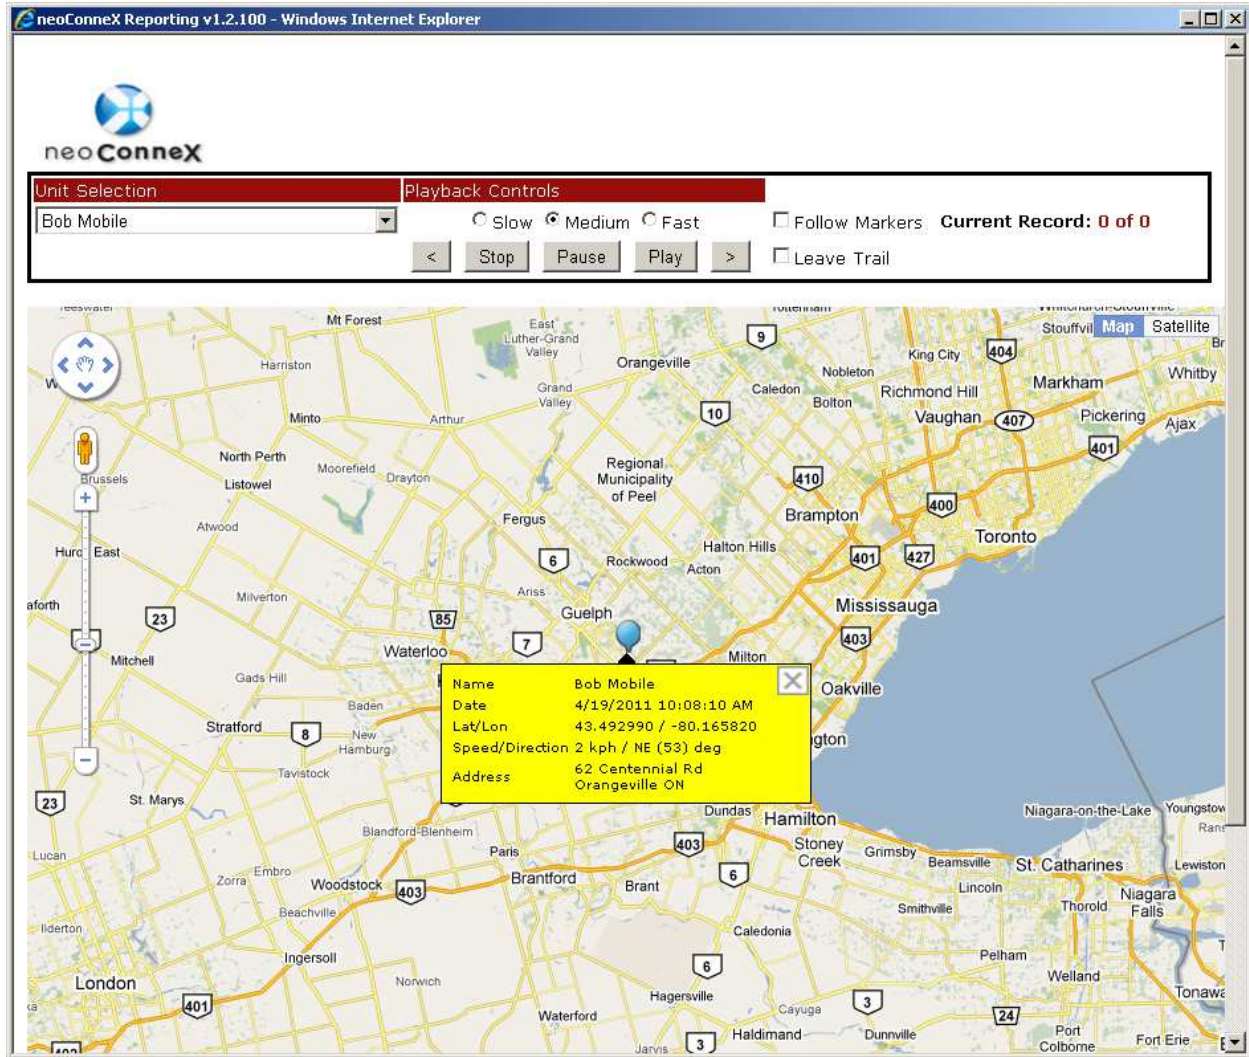 neoConneX Reporting v1.2.100 - Windows Internet Explorer
neoConneX
Unit Selection Playback Controls
Bob Mobile Slow Medium Fast Follow Markers Current Record: 0 of 0
< Stop Pause Play > Leave Trail
Mt Forest East Luther-Grand Valley 9 Stouffvil Map Satellite
Harriston Orangeville Nobleton King City 404
Grand Valley Caledon Bolton Richmond Hill Markham Whitby
Minto Arthur 10 Vaughan 407 Pickering Ajax
North Perth Moorefield Regional Municipality of Peel 401
Brussels Listowel Drayton 410
Atwood Fergus Brampton 400
East 6 Rockwood Acton Halton Hills 401 427 Toronto
aforth Milverton Ariss
23 85 Guelph Mississauga
Waterloo 7 403
Mitchell Milton
Gads Hill Oakville
Baden
Stratford 8 New Hamburg ngton
Name Bob Mobile
Date 4/19/2011 10:08:10 AM
Lat/Lon 43.492990 / -80.165820
Speed/Direction 2 kph / NE (53) deg
Address 62 Centennial Rd
Orangeville ON
Tavistock
23 St. Marys Dundas Hamilton Niagara-on-the-Lake Youngstow
Blandford-Blenheim 403 Stoney Creek Rans
Lucan Paris Grimsby Beamsville St. Catharines Lewiston
Zorra Embro Woodstock 403 Brantford Brant 6 Lincoln Niagara Falls
Beachville Smithville Thorold
Ilderton Caledonia
Ingersoll 6 Pelham
London Norwich Welland
401 Hagersville 3 Tonawa
Waterford Cayuga 24
Jarvis 3 Haldimand Dunnville Port Colborne Fort Erie